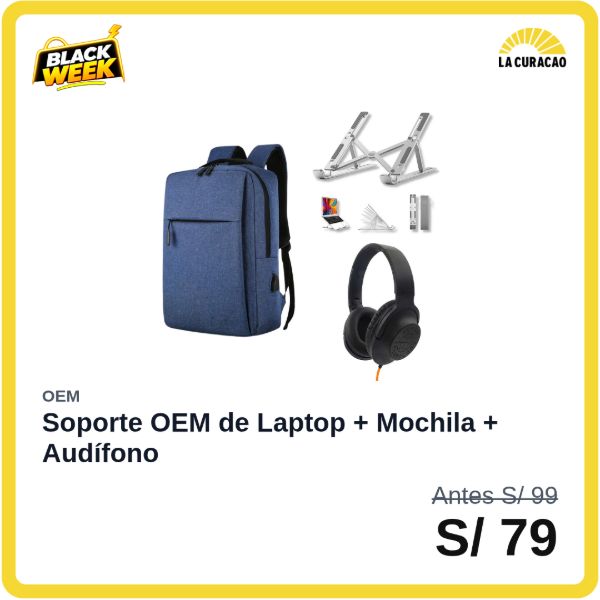 BLACK
WEEK
LA CURACAO
OEM
Soporte OEM de Laptop + Mochila +
Audífono
Antes S/ 99
S/ 79